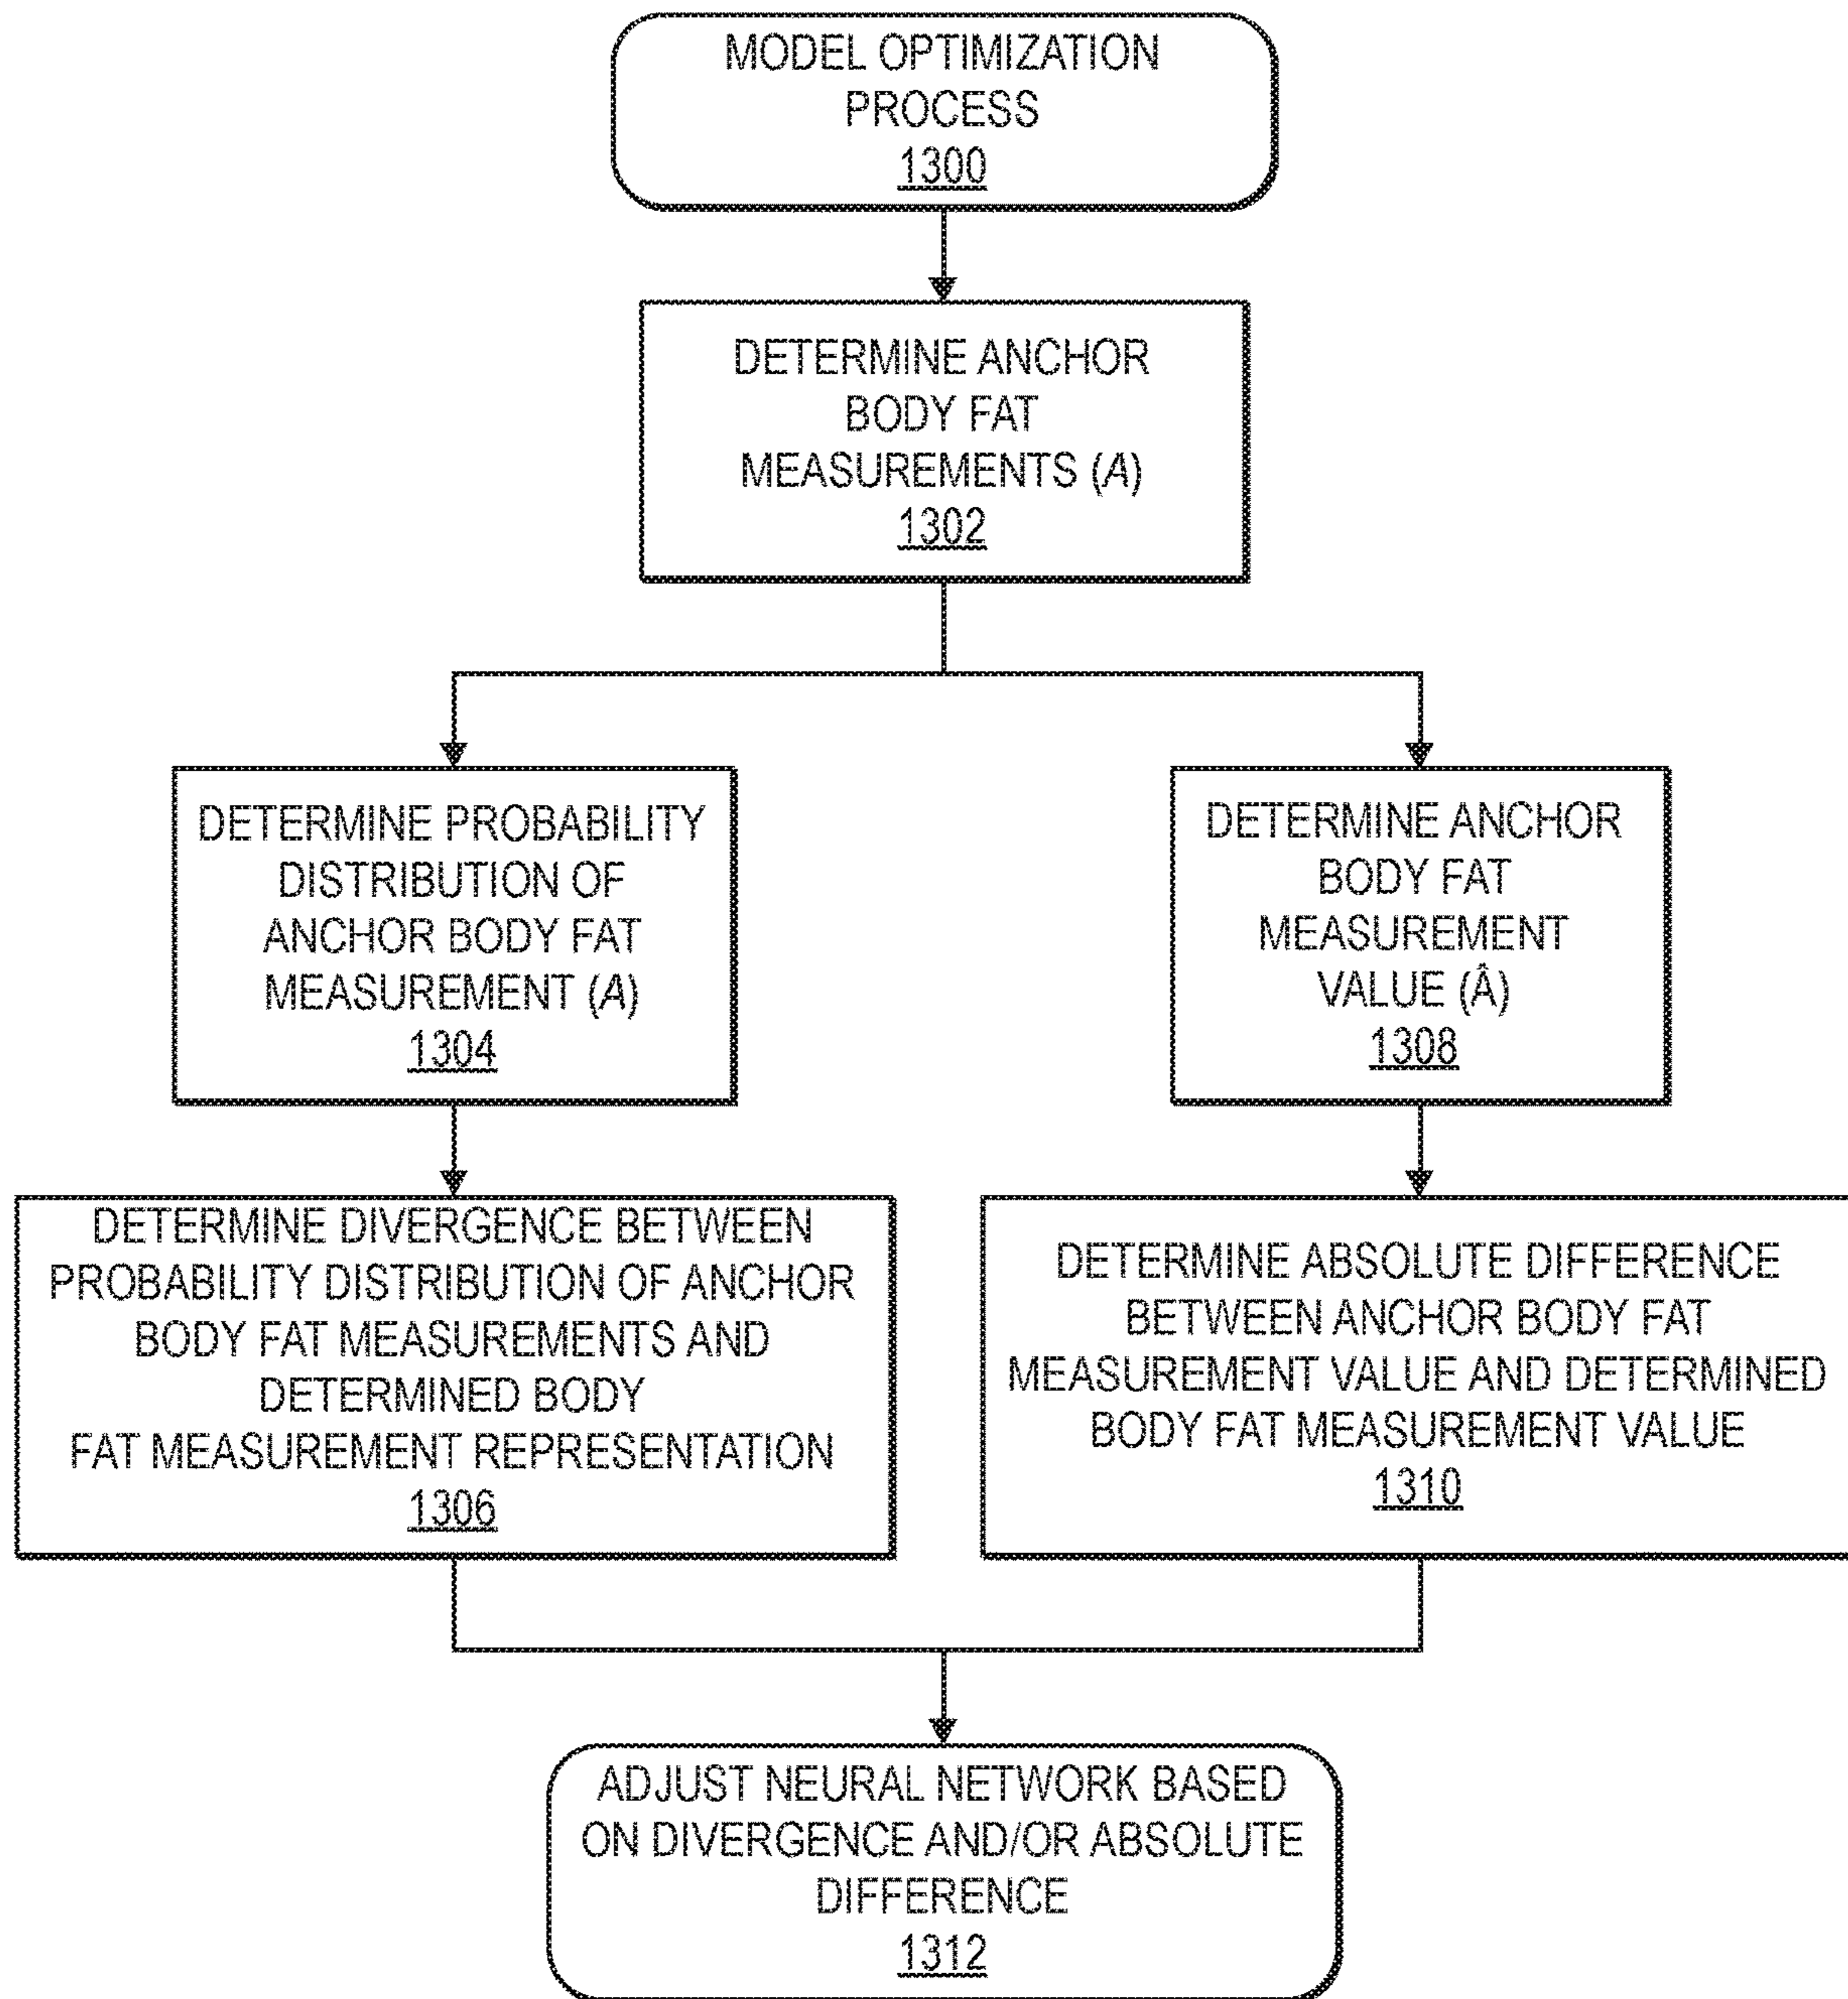 MODEL OPTIMIZATION
PROCESS
1300
DETERMINE ANCHOR
BODY FAT
MEASUREMENTS (A)
1302
DETERMINE PROBABILITY
DISTRIBUTION OF
ANCHOR BODY FAT
MEASUREMENT (A)
1304
DETERMINE ANCHOR
BODY FAT
MEASUREMENT
VALUE (Â)
1308
DETERMINE DIVERGENCE BETWEEN
PROBABILITY DISTRIBUTION OF ANCHOR
BODY FAT MEASUREMENTS AND
DETERMINED BODY
FAT MEASUREMENT REPRESENTATION
1306
DETERMINE ABSOLUTE DIFFERENCE
BETWEEN ANCHOR BODY FAT
MEASUREMENT VALUE AND DETERMINED
BODY FAT MEASUREMENT VALUE
1310
ADJUST NEURAL NETWORK BASED
ON DIVERGENCE AND/OR ABSOLUTE
DIFFERENCE
1312